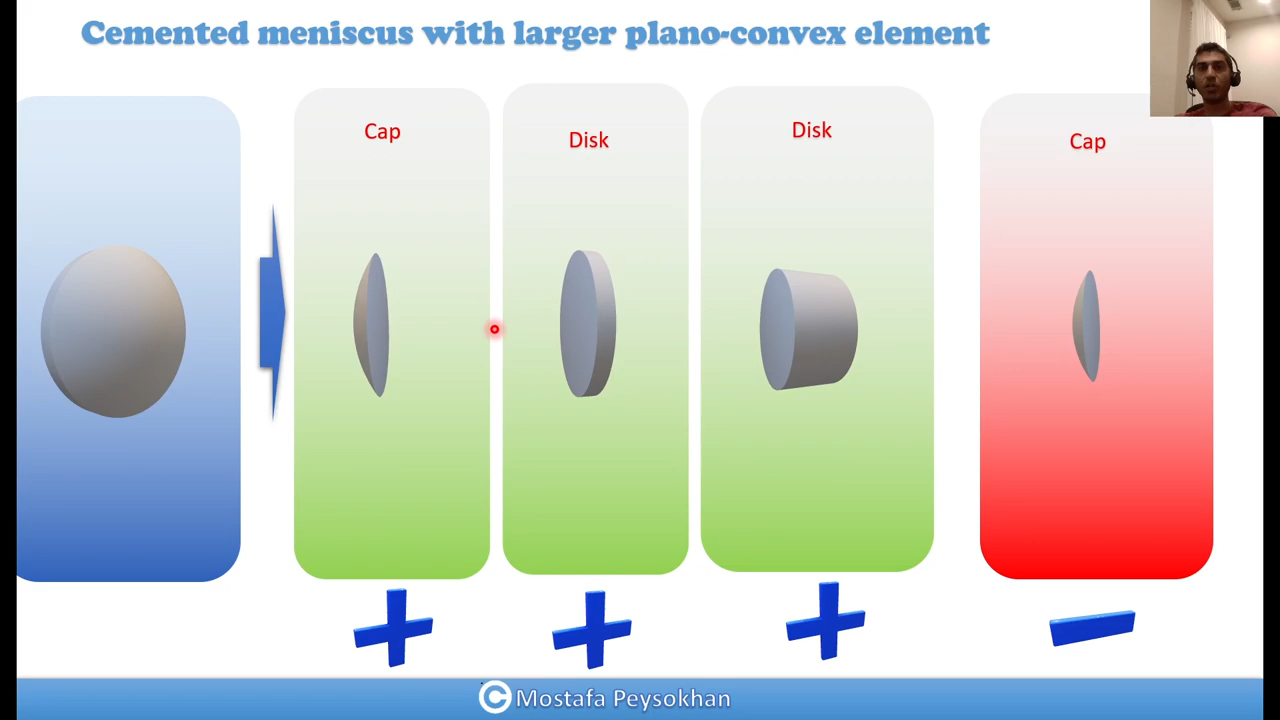 Cemented meniscus with larger plano-convex element
Cap
Disk
Disk
Cap
© Mostafa Peysokhan